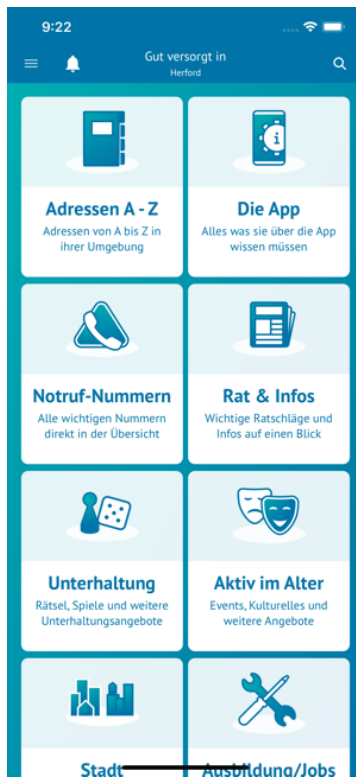 9:22
Gut versorgt in
Herford
Adressen A - Z
Adressen von A bis Z in
ihrer Umgebung
Die App
Alles was sie über die App
wissen müssen
Notruf-Nummern
Alle wichtigen Nummern
direkt in der Übersicht
Rat & Infos
Wichtige Ratschläge und
Infos auf einen Blick
Unterhaltung
Rätsel, Spiele und weitere
Unterhaltungsangebote
Aktiv im Alter
Events, Kulturelles und
weitere Angebote
Stadt
Ausbildung/Jobs